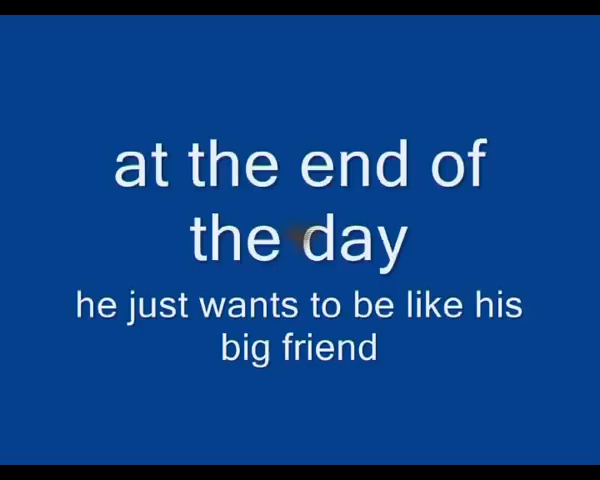 at the end of
the day
he just wants to be like his
big friend